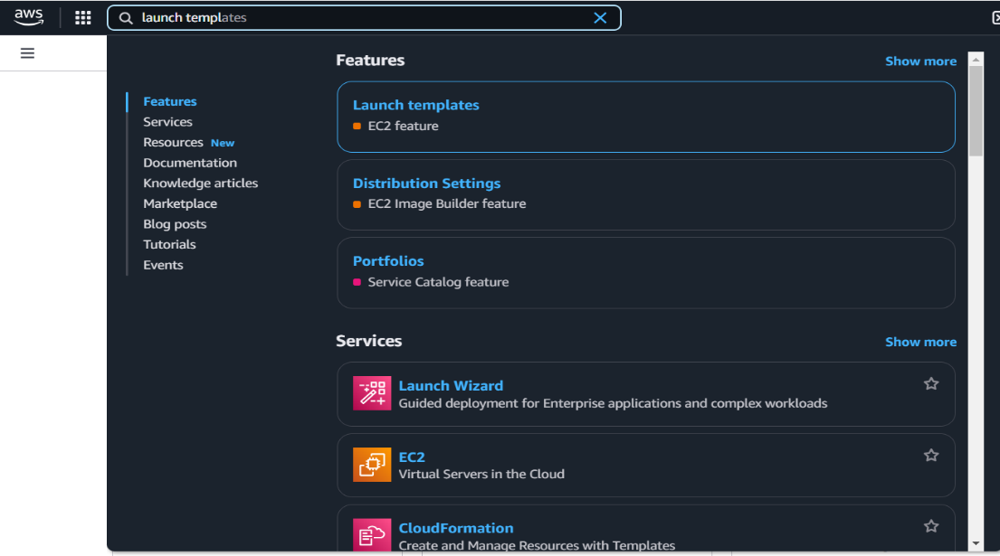 aws
launch templates
Features
Show more
Features
Services
Resources New
Documentation
Knowledge articles
Marketplace
Blog posts
Tutorials
Events
Launch templates
EC2 feature
Distribution Settings
EC2 Image Builder feature
Portfolios
Service Catalog feature
Services
Show more
Launch Wizard
Guided deployment for Enterprise applications and complex workloads
EC2
Virtual Servers in the Cloud
CloudFormation
Create and Manage Resources with Templates